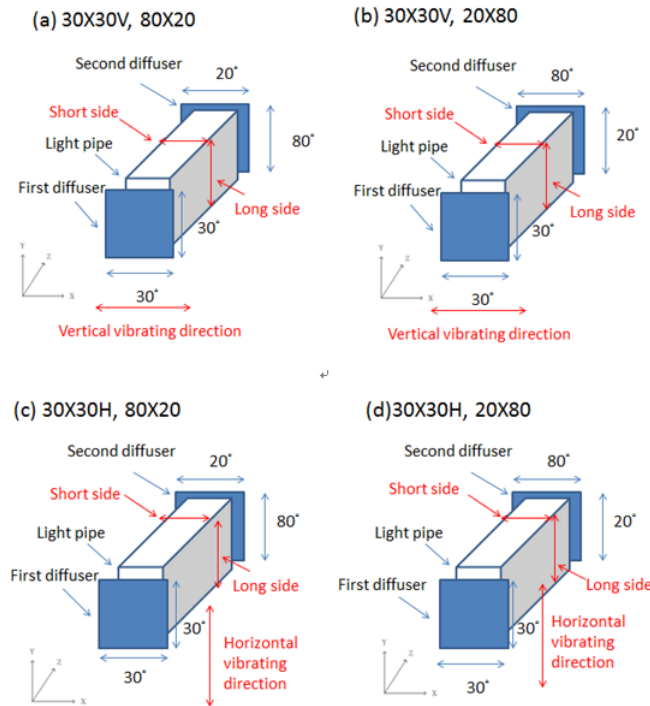 (a) 30X30V, 80X20
Second diffuser
20°
Short side
Light pipe
80°
First diffuser
Long side
30°
Y
Z
X
30°
Vertical vibrating direction
(b) 30X30V, 20X80
Second diffuser
80°
Short side
Light pipe
20°
First diffuser
Long side
30°
Y
Z
X
30°
Vertical vibrating direction
(c) 30X30H, 80X20
Second diffuser
20°
Short side
Light pipe
80°
First diffuser
Long side
30°
Horizontal
vibrating
direction
Y
Z
X
30°
(d)30X30H, 20X80
Second diffuser
80°
Short side
Light pipe
20°
First diffuser
Long side
30°
Horizontal
vibrating
direction
Y
Z
X
30°